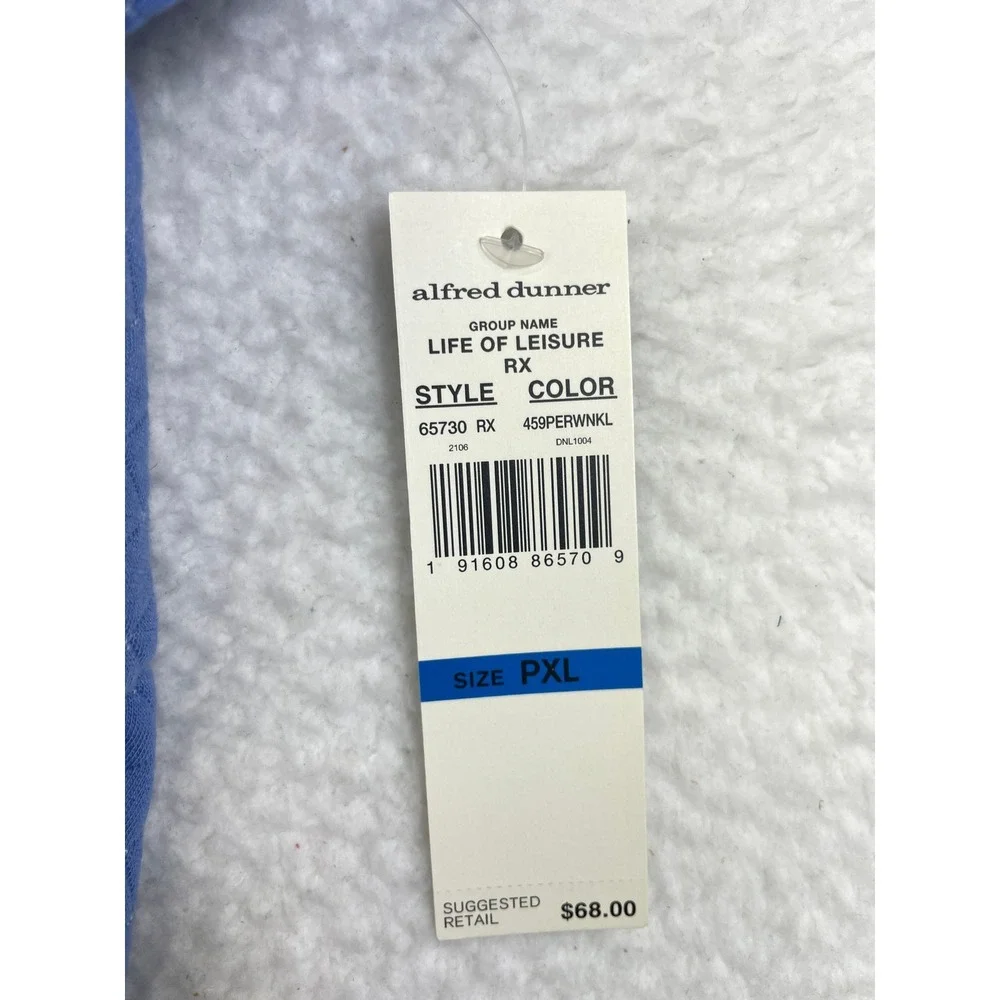 alfred dunner
GROUP NAME
LIFE OF LEISURE
RX
STYLE COLOR
65730 RX 459PERWNKL
2106 DNL1004
1 91608 86570 9
SIZE PXL
SUGGESTED
RETAIL $68.00